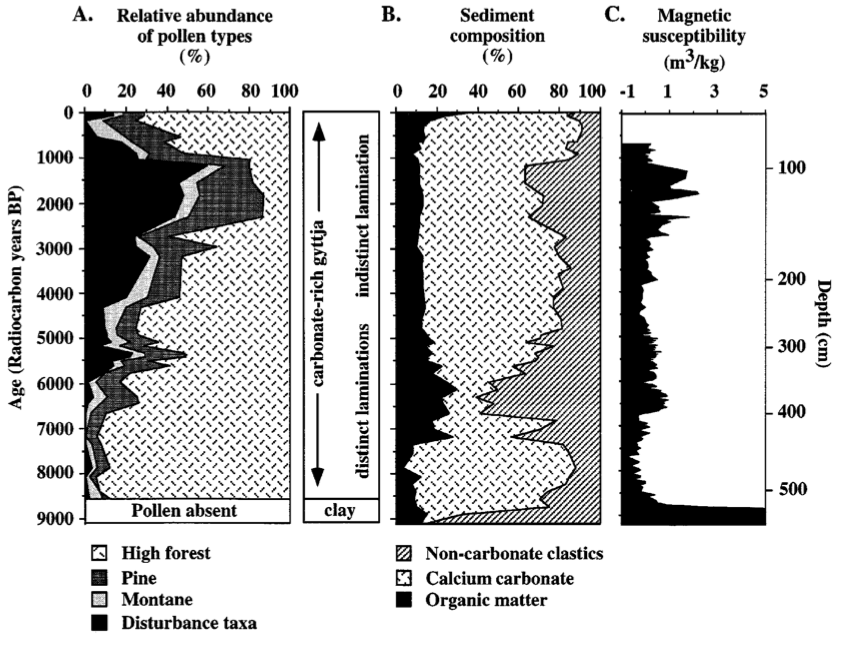 A. Relative abundance
of pollen types
(%)
B. Sediment
composition
(%)
C. Magnetic
susceptibility
(m3/kg)
0 20 40 60 80 100
0 20 40 60 80 100
-1 1 3 5
Age (Radiocarbon years BP)
0
1000
2000
3000
4000
5000
6000
7000
8000
9000
Pollen absent
carbonate-rich gyttja
indistinct lamination
distinct laminations
clay
100
200
300
400
500
Depth (cm)
High forest
Pine
Montane
Disturbance taxa
Non-carbonate clastics
Calcium carbonate
Organic matter